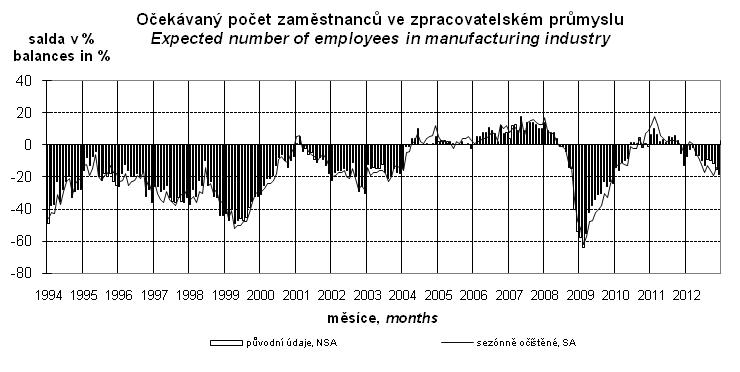 Očekávaný počet zaměstnanců ve zpracovatelském průmyslu
Expected number of employees in manufacturing industry
salda v %
balances in %
40
20
0
-20
-40
-60
-80
1994 1995 1996 1997 1998 1999 2000 2001 2002 2003 2004 2005 2006 2007 2008 2009 2010 2011 2012
měsíce, months
původní údaje, NSA
sezónně očištěné, SA